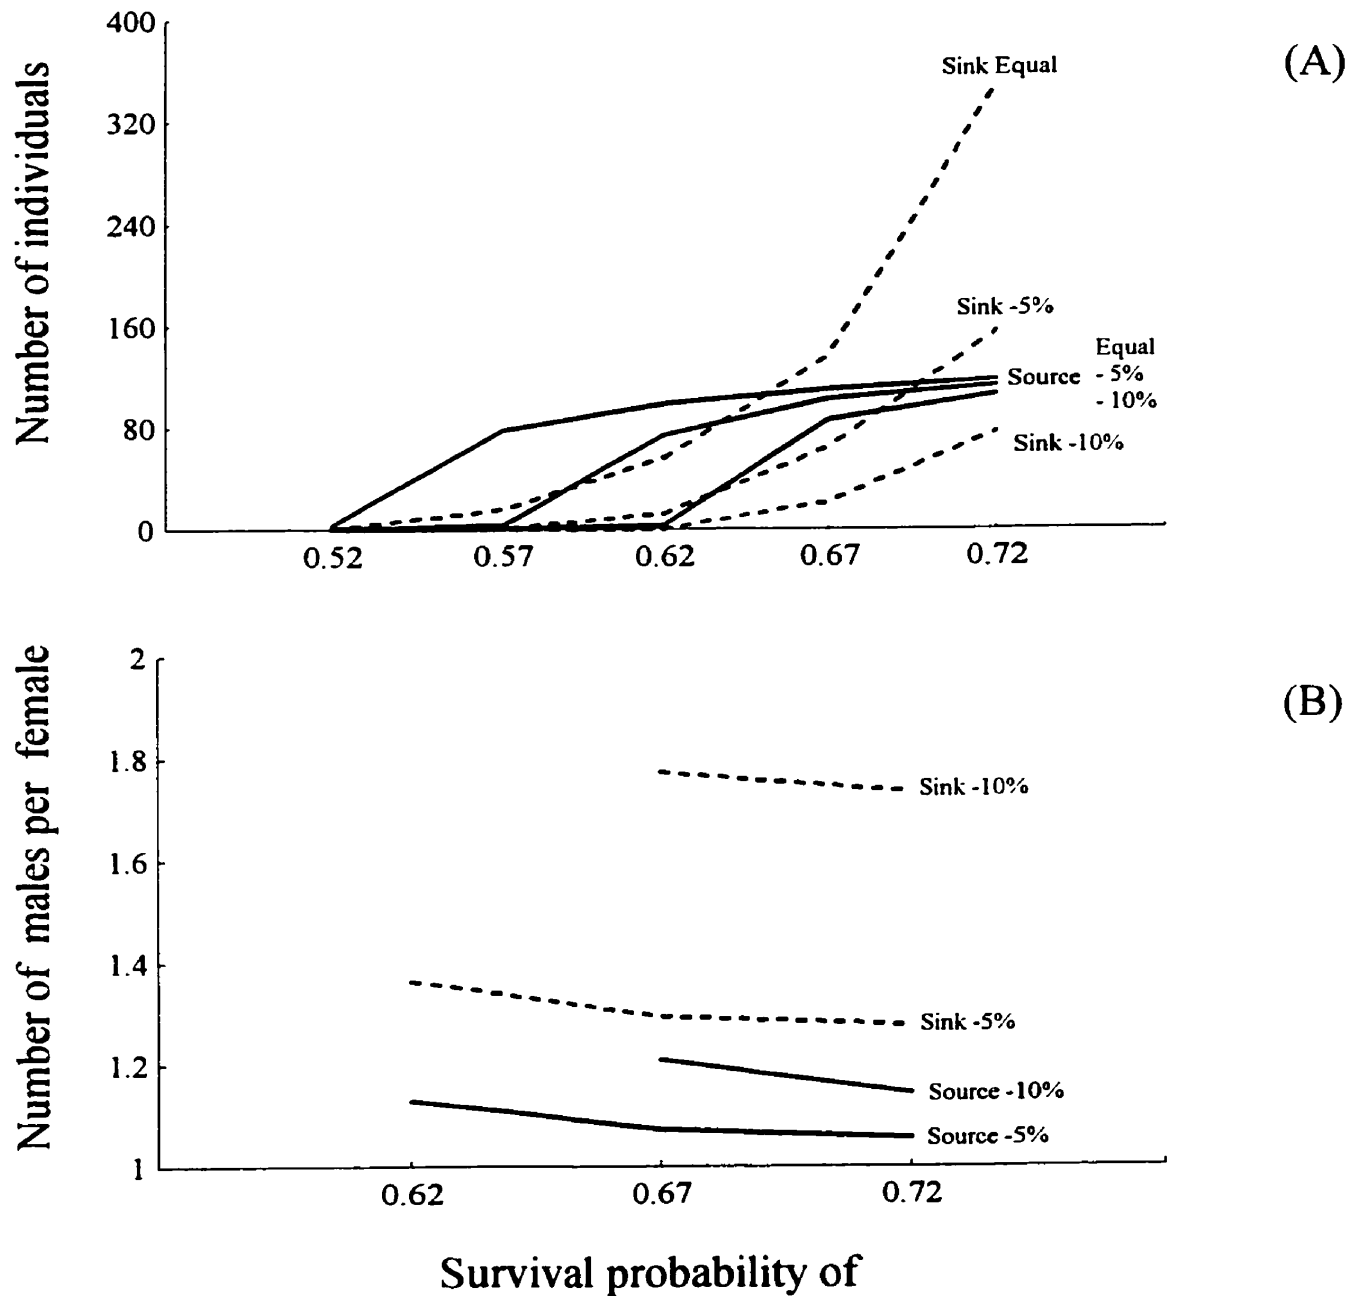 (A)
Number of individuals
400
320
240
160
80
0
0.52 0.57 0.62 0.67 0.72
Sink Equal
Sink -5%
Equal
Source - 5%
- 10%
Sink -10%
(B)
Number of males per female
2
1.8
1.6
1.4
1.2
1
0.62 0.67 0.72
Sink -10%
Sink -5%
Source -10%
Source -5%
Survival probability of